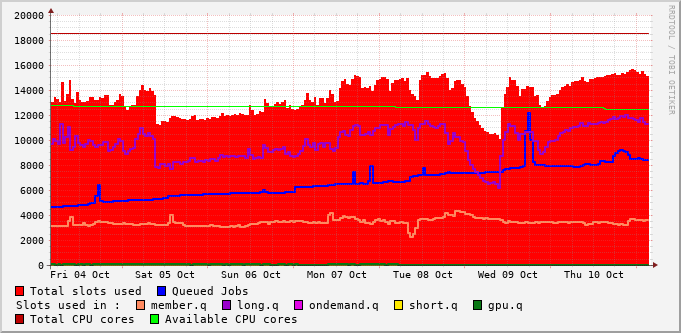 RRDTOOL / TOBI OETIKER
20000
18000
16000
14000
12000
10000
8000
6000
4000
2000
0
Fri 04 Oct Sat 05 Oct Sun 06 Oct Mon 07 Oct Tue 08 Oct Wed 09 Oct Thu 10 Oct
Total slots used Queued Jobs
Slots used in : member.q long.q ondemand.q short.q gpu.q
Total CPU cores Available CPU cores